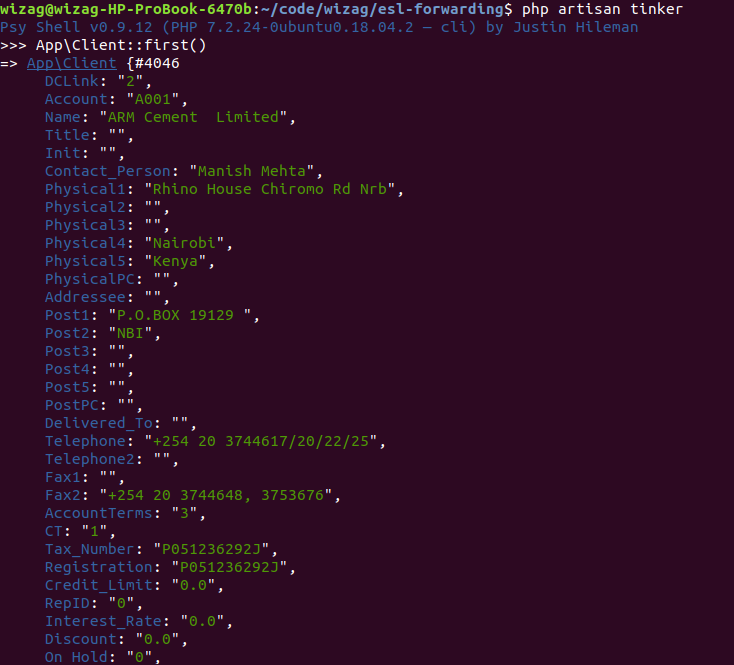 wizag@wizag-HP-ProBook-6470b:~/code/wizag/esl-forwarding$ php artisan tinker
Psy Shell v0.9.12 (PHP 7.2.24-0ubuntu0.18.04.2 — cli) by Justin Hileman
>>> App\Client::first()
=> App\Client {#4046
DCLink: "2",
Account: "A001",
Name: "ARM Cement  Limited",
Title: "",
Init: "",
Contact_Person: "Manish Mehta",
Physical1: "Rhino House Chiromo Rd Nrb",
Physical2: "",
Physical3: "",
Physical4: "Nairobi",
Physical5: "Kenya",
PhysicalPC: "",
Addressee: "",
Post1: "P.O.BOX 19129 ",
Post2: "NBI",
Post3: "",
Post4: "",
Post5: "",
PostPC: "",
Delivered_To: "",
Telephone: "+254 20 3744617/20/22/25",
Telephone2: "",
Fax1: "",
Fax2: "+254 20 3744648, 3753676",
AccountTerms: "3",
CT: "1",
Tax_Number: "P051236292J",
Registration: "P051236292J",
Credit_Limit: "0.0",
RepID: "0",
Interest_Rate: "0.0",
Discount: "0.0",
On_Hold: "0",